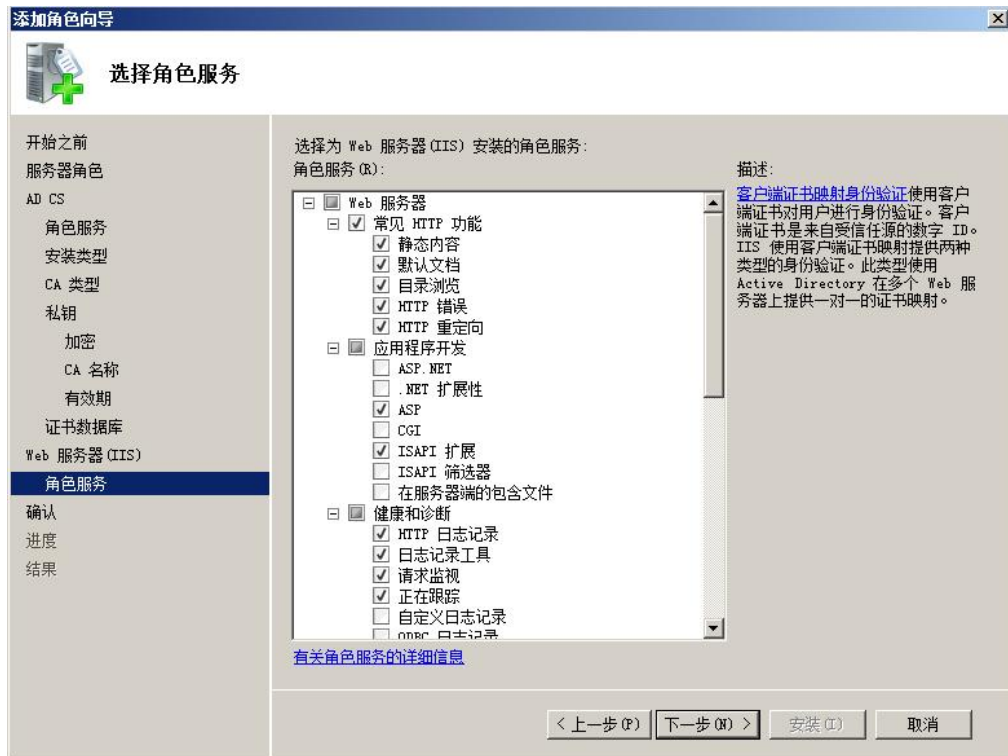 添加角色向导
选择角色服务
开始之前
服务器角色
AD CS
角色服务
安装类型
CA 类型
私钥
加密
CA 名称
有效期
证书数据库
Web 服务器(IIS)
角色服务
确认
进度
结果
选择为 Web 服务器(IIS) 安装的角色服务:
角色服务(R):
Web 服务器
常见 HTTP 功能
静态内容
默认文档
目录浏览
HTTP 错误
HTTP 重定向
应用程序开发
ASP.NET
.NET 扩展性
ASP
CGI
ISAPI 扩展
ISAPI 筛选器
在服务器端的包含文件
健康和诊断
HTTP 日志记录
日志记录工具
请求监视
正在跟踪
自定义日志记录
ODBC 日志记录
有关角色服务的详细信息
描述:
客户端证书映射身份验证使用客户
端证书对用户进行身份验证。客户
端证书是来自受信任源的数字 ID。
IIS 使用客户端证书映射提供两种
类型的身份验证。此类型使用
Active Directory 在多个 Web 服
务器上提供一对一的证书映射。
< 上一步(P)
下一步(N) >
安装(I)
取消